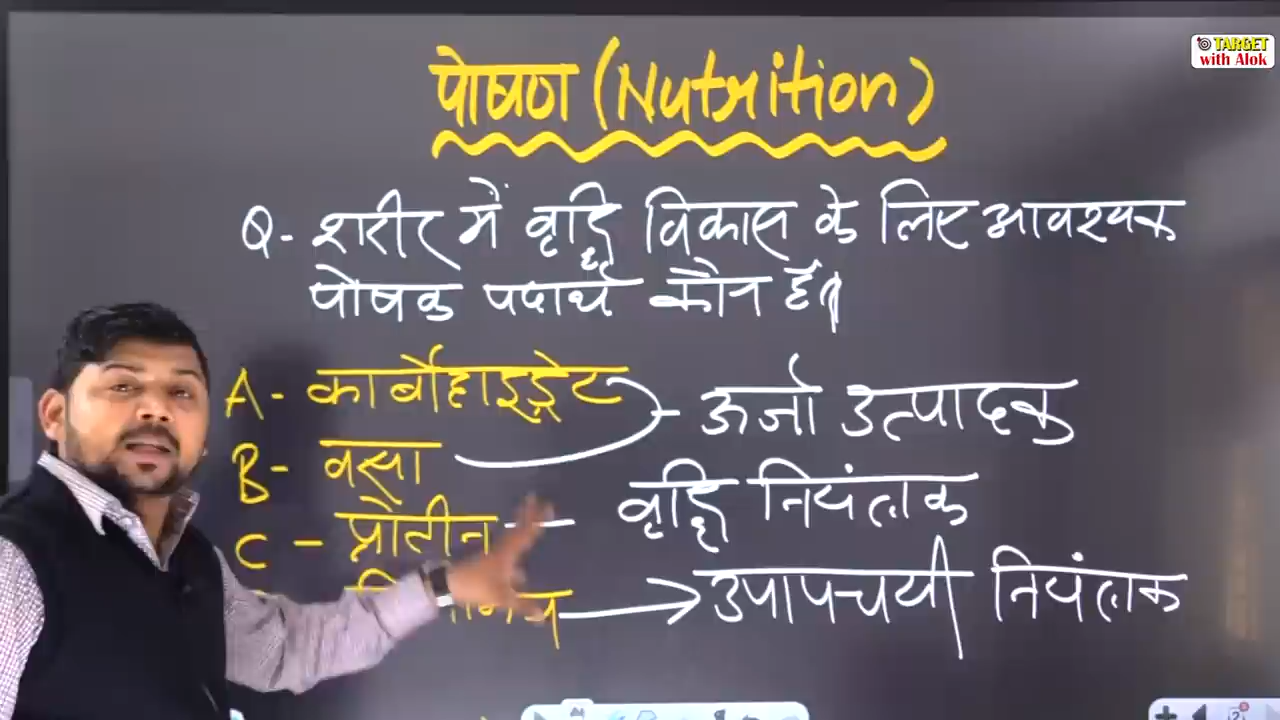 TARGET
with Alok
पोषण (Nutrition)
Q- शरीर में वृद्धि विकास के लिए आवश्यक
पोषक पदार्थ कौन हैं।
A- कार्बोहाइड्रेट - ऊर्जा उत्पादक
B- वसा
C - प्रोटीन - वृद्धि नियंत्रक
उपापचयी नियंत्रक